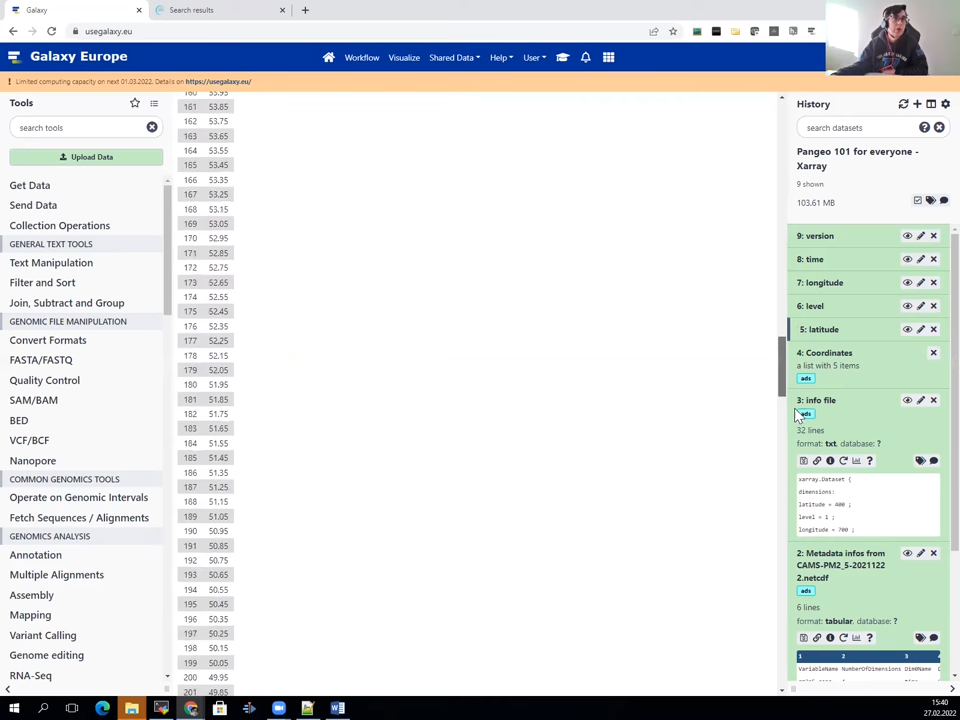 Galaxy
Search results
usegalaxy.eu
Galaxy Europe
Workflow Visualize Shared Data Help User
Limited computing capacity on next 01.03.2022. Details on https://usegalaxy.eu/
Tools
search tools
Upload Data
Get Data
Send Data
Collection Operations
GENERAL TEXT TOOLS
Text Manipulation
Filter and Sort
Join, Subtract and Group
GENOMIC FILE MANIPULATION
Convert Formats
FASTA/FASTQ
Quality Control
SAM/BAM
BED
VCF/BCF
Nanopore
COMMON GENOMICS TOOLS
Operate on Genomic Intervals
Fetch Sequences / Alignments
GENOMICS ANALYSIS
Annotation
Multiple Alignments
Assembly
Mapping
Variant Calling
Genome editing
RNA-Seq
160 53.95
161 53.85
162 53.75
163 53.65
164 53.55
165 53.45
166 53.35
167 53.25
168 53.15
169 53.05
170 52.95
171 52.85
172 52.75
173 52.65
174 52.55
175 52.45
176 52.35
177 52.25
178 52.15
179 52.05
180 51.95
181 51.85
182 51.75
183 51.65
184 51.55
185 51.45
186 51.35
187 51.25
188 51.15
189 51.05
190 50.95
191 50.85
192 50.75
193 50.65
194 50.55
195 50.45
196 50.35
197 50.25
198 50.15
199 50.05
200 49.95
201 49.85
History
search datasets
Pangeo 101 for everyone -
Xarray
9 shown
103.61 MB
9: version
8: time
7: longitude
6: level
5: latitude
4: Coordinates
a list with 5 items
ads
3: info file
ads
32 lines
format: txt, database: ?
xarray.Dataset {
dimensions:
latitude = 400 ;
level = 1 ;
longitude = 700 ;
2: Metadata infos from
CAMS-PM2_5-2021122
2.netcdf
ads
6 lines
format: tabular, database: ?
1 2 3
VariableName NumberOfDimensions Dim0Name
15:40
27.02.2022